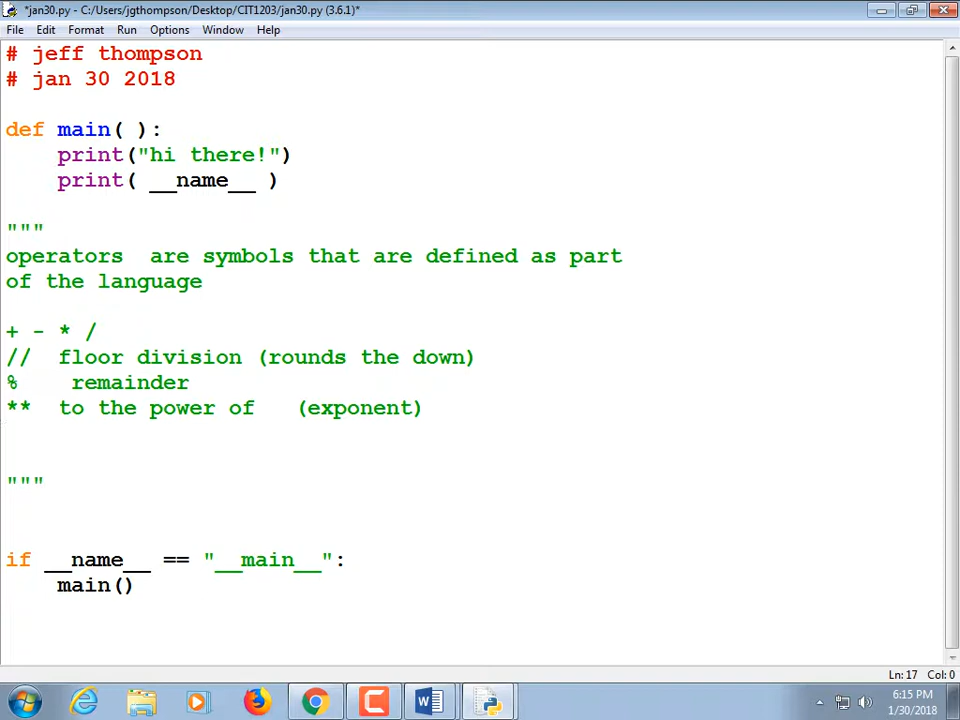 *jan30.py - C:/Users/jgthompson/Desktop/CIT1203/jan30.py (3.6.1)*
File Edit Format Run Options Window Help
# jeff thompson
# jan 30 2018
def main( ):
    print("hi there!")
    print( __name__ )
"""
operators  are symbols that are defined as part
of the language
+ - * /
//  floor division (rounds the down)
%    remainder
**  to the power of   (exponent)
"""
if __name__ == "__main__":
    main()
Ln: 17 Col: 0
6:15 PM
1/30/2018